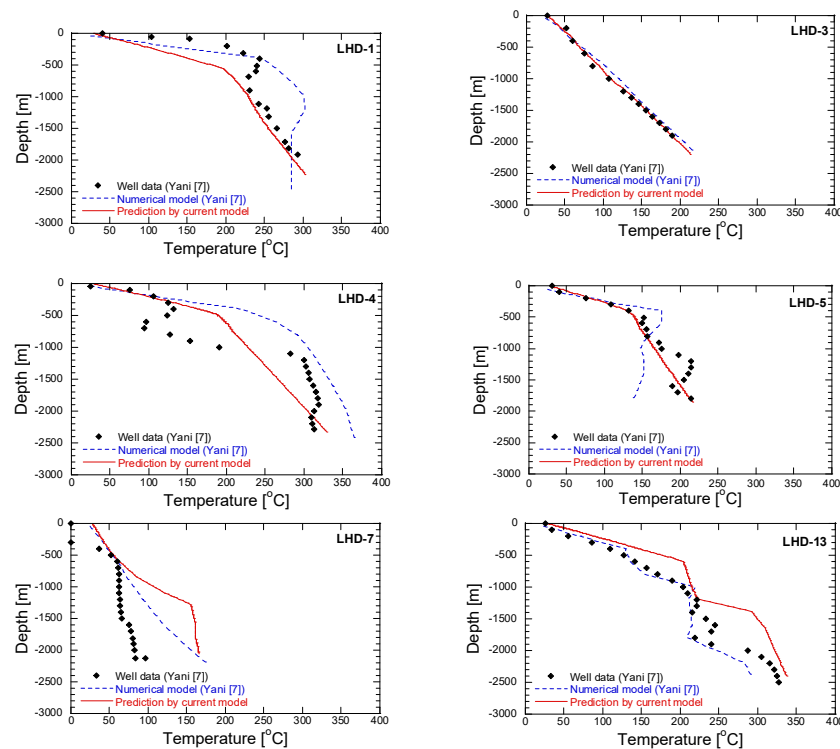 LHD-1
0
-500
-1000
-1500
-2000
-2500
-3000
Depth [m]
Well data (Yani [7])
Numerical model (Yani [7])
Prediction by current model
0 50 100 150 200 250 300 350 400
Temperature [°C]
LHD-3
0
-500
-1000
-1500
-2000
-2500
-3000
Depth [m]
Well data (Yani [7])
Numerical model (Yani [7])
Prediction by current model
0 50 100 150 200 250 300 350 400
Temperature [°C]
LHD-4
0
-500
-1000
-1500
-2000
-2500
-3000
Depth [m]
Well data (Yani [7])
Numerical model (Yani [7])
Prediction by current model
0 50 100 150 200 250 300 350 400
Temperature [°C]
LHD-5
0
-500
-1000
-1500
-2000
-2500
-3000
Depth [m]
Well data (Yani [7])
Numerical model (Yani [7])
Prediction by current model
0 50 100 150 200 250 300 350 400
Temperature [°C]
LHD-7
0
-500
-1000
-1500
-2000
-2500
-3000
Depth [m]
Well data (Yani [7])
Numerical model (Yani [7])
Prediction by current model
0 50 100 150 200 250 300 350 400
Temperature [°C]
LHD-13
0
-500
-1000
-1500
-2000
-2500
-3000
Depth [m]
Well data (Yani [7])
Numerical model (Yani [7])
Prediction by current model
0 50 100 150 200 250 300 350 400
Temperature [°C]